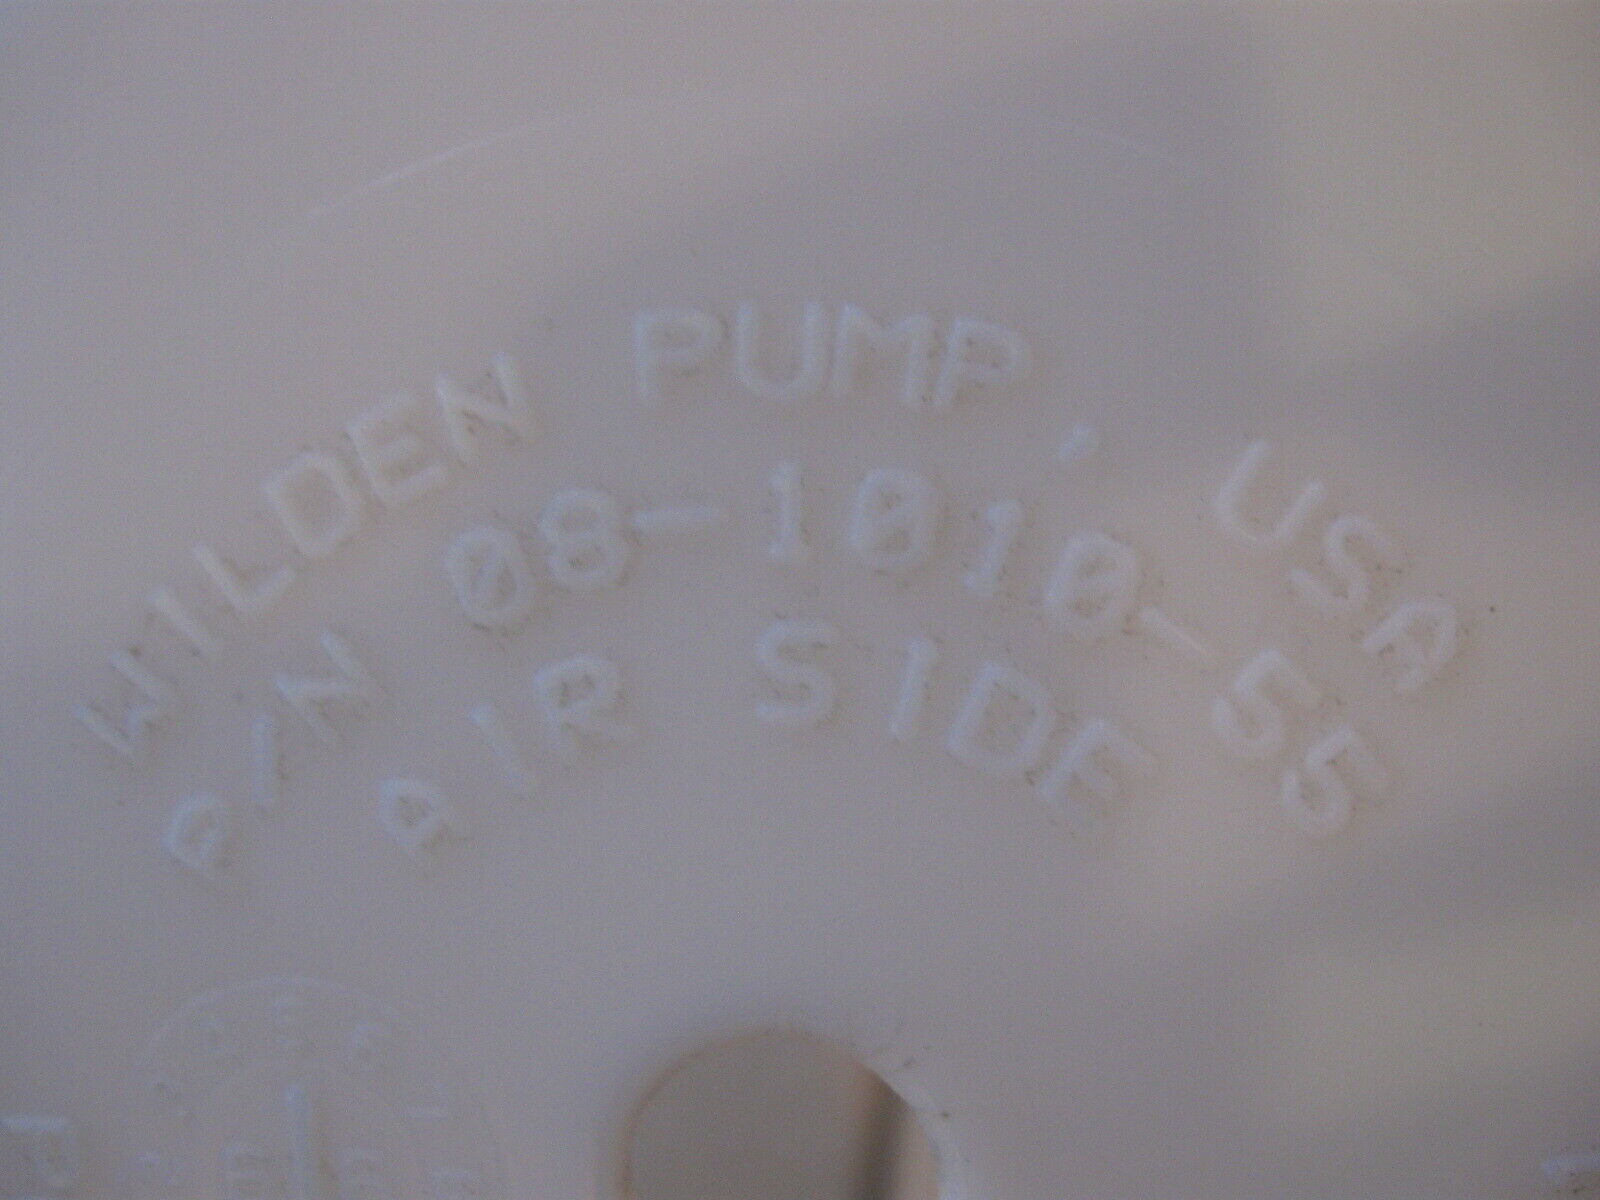 WILDEN PUMP, USA
P/N 08-1010-55
AIR SIDE